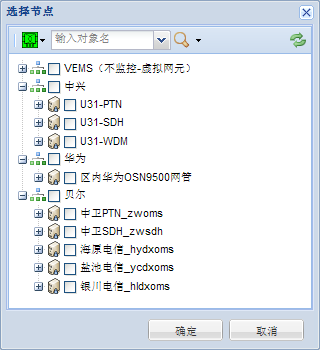 选择节点
输入对象名
VEMS（不监控-虚拟网元）
中兴
U31-PTN
U31-SDH
U31-WDM
华为
区内华为OSN9500网管
贝尔
中卫PTN_zwoms
中卫SDH_zwsdh
海原电信_hydxoms
盐池电信_ycdxoms
银川电信_hldxoms
确定
取消